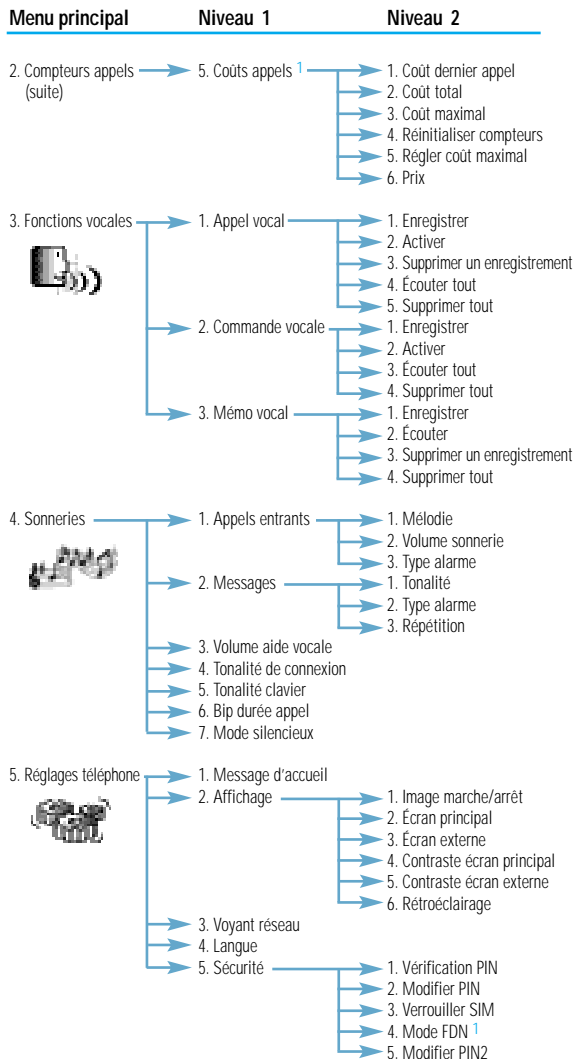 Menu principal Niveau 1 Niveau 2
2. Compteurs appels 5. Coûts appels 1 1. Coût dernier appel
(suite) 2. Coût total
3. Coût maximal
4. Réinitialiser compteurs
5. Régler coût maximal
6. Prix
3. Fonctions vocales 1. Appel vocal 1. Enregistrer
2. Activer
3. Supprimer un enregistrement
4. Écouter tout
5. Supprimer tout
2. Commande vocale 1. Enregistrer
2. Activer
3. Écouter tout
4. Supprimer tout
3. Mémo vocal 1. Enregistrer
2. Écouter
3. Supprimer un enregistrement
4. Supprimer tout
4. Sonneries 1. Appels entrants 1. Mélodie
2. Volume sonnerie
3. Type alarme
2. Messages 1. Tonalité
2. Type alarme
3. Répétition
3. Volume aide vocale
4. Tonalité de connexion
5. Tonalité clavier
6. Bip durée appel
7. Mode silencieux
5. Réglages téléphone 1. Message d'accueil
2. Affichage 1. Image marche/arrêt
2. Écran principal
3. Écran externe
4. Contraste écran principal
5. Contraste écran externe
6. Rétroéclairage
3. Voyant réseau
4. Langue
5. Sécurité 1. Vérification PIN
2. Modifier PIN
3. Verrouiller SIM
4. Mode FDN 1
5. Modifier PIN2